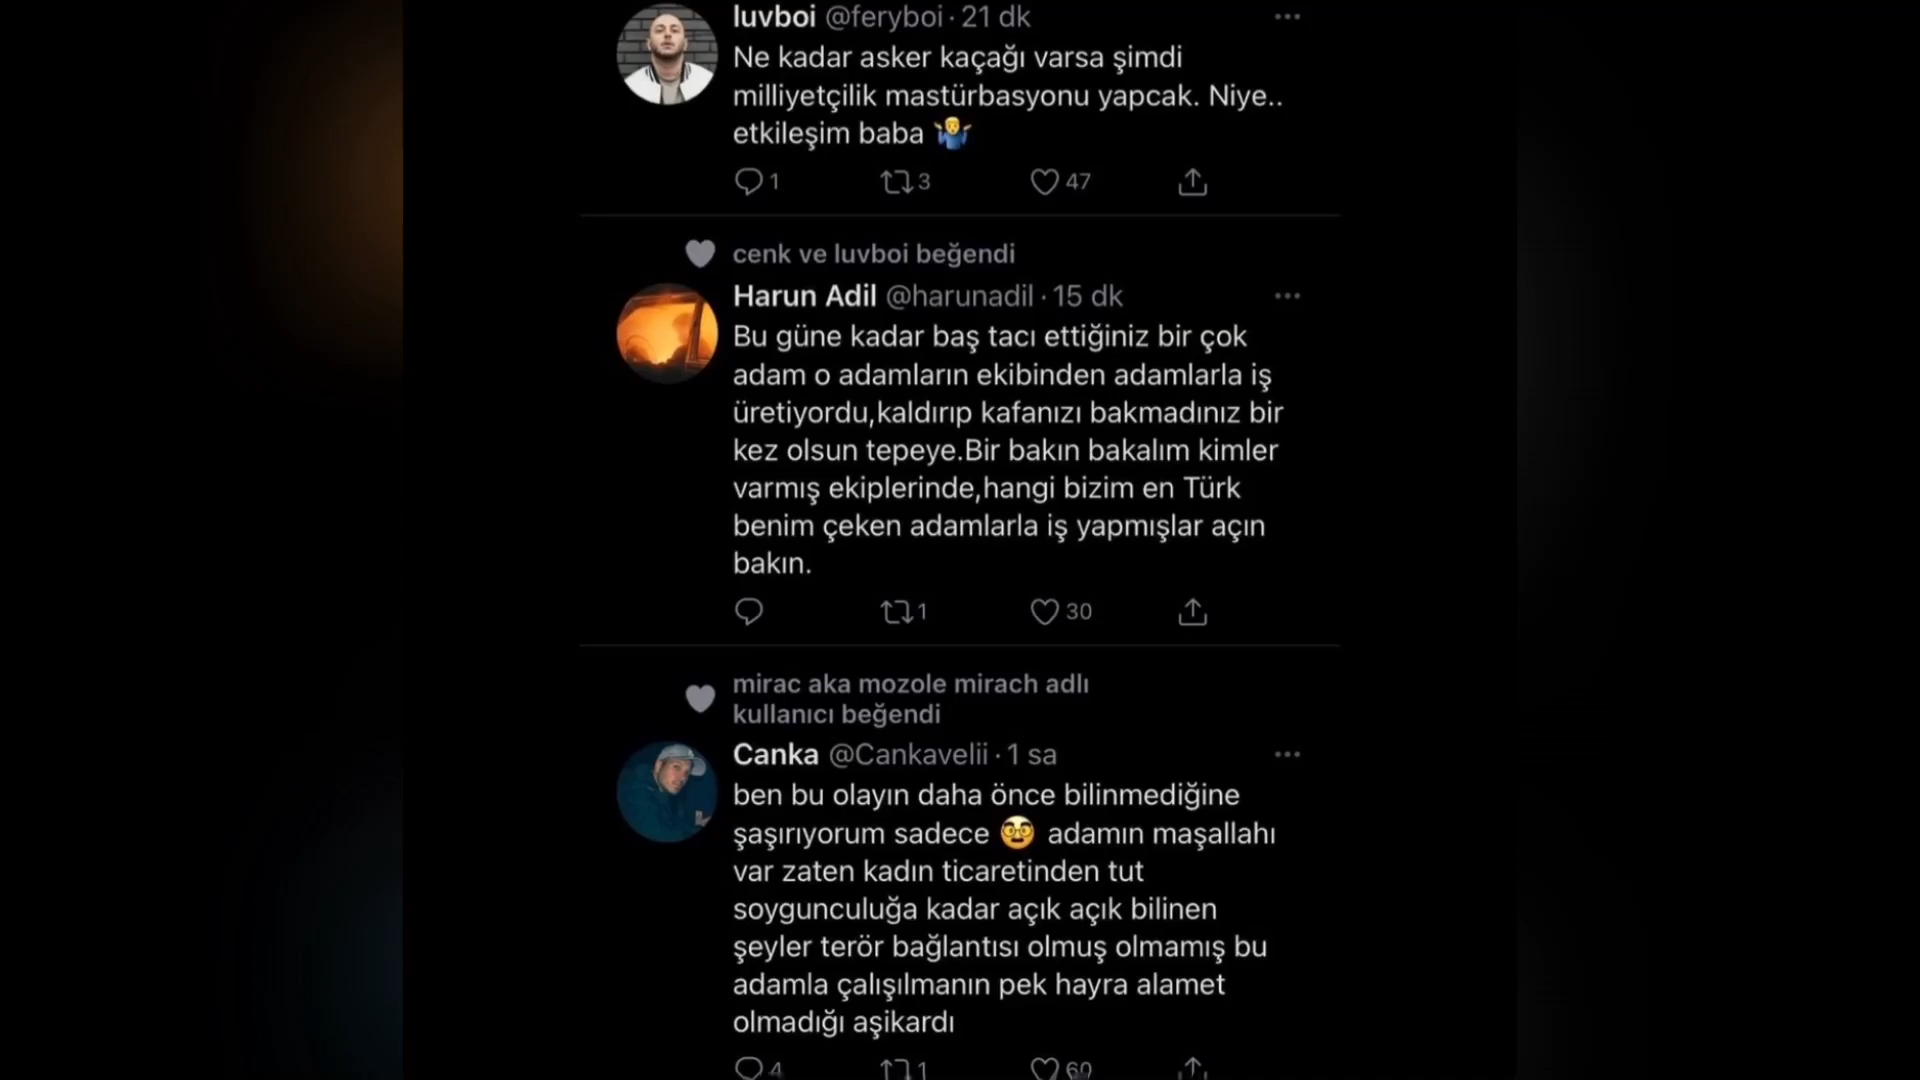 luvboi @feryboi · 21 dk
Ne kadar asker kaçağı varsa şimdi
milliyetçilik mastürbasyonu yapcak. Niye..
etkileşim baba 🤷‍♂️
1 3 47
cenk ve luvboi beğendi
Harun Adil @harunadil · 15 dk
Bu güne kadar baş tacı ettiğiniz bir çok
adam o adamların ekibinden adamlarla iş
üretiyordu,kaldırıp kafanızı bakmadınız bir
kez olsun tepeye.Bir bakın bakalım kimler
varmış ekiplerinde,hangi bizim en Türk
benim çeken adamlarla iş yapmışlar açın
bakın.
1 30
mirac aka mozole mirach adlı
kullanıcı beğendi
Canka @Cankavelii · 1 sa
ben bu olayın daha önce bilinmediğine
şaşırıyorum sadece 🥸 adamın maşallahı
var zaten kadın ticaretinden tut
soygunculuğa kadar açık açık bilinen
şeyler terör bağlantısı olmuş olmamış bu
adamla çalışılmanın pek hayra alamet
olmadığı aşikardı
4 1 60